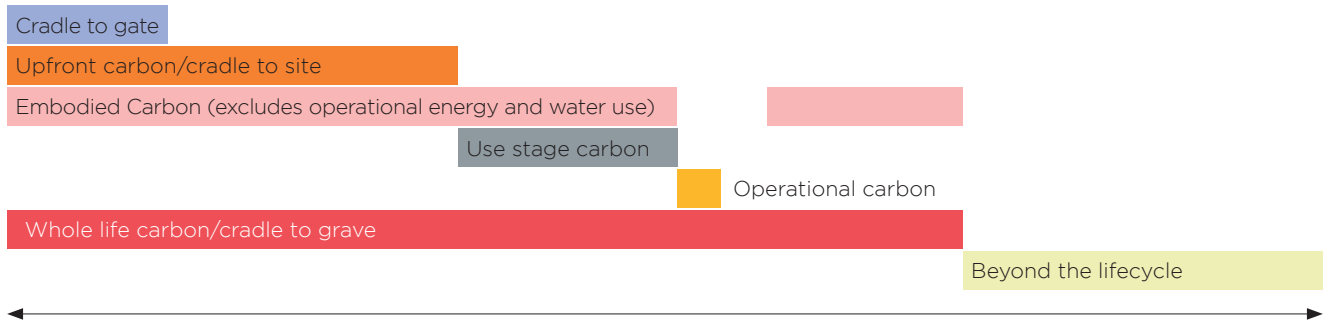 Cradle to gate
Upfront carbon/cradle to site
Embodied Carbon (excludes operational energy and water use)
Use stage carbon
Operational carbon
Whole life carbon/cradle to grave
Beyond the lifecycle